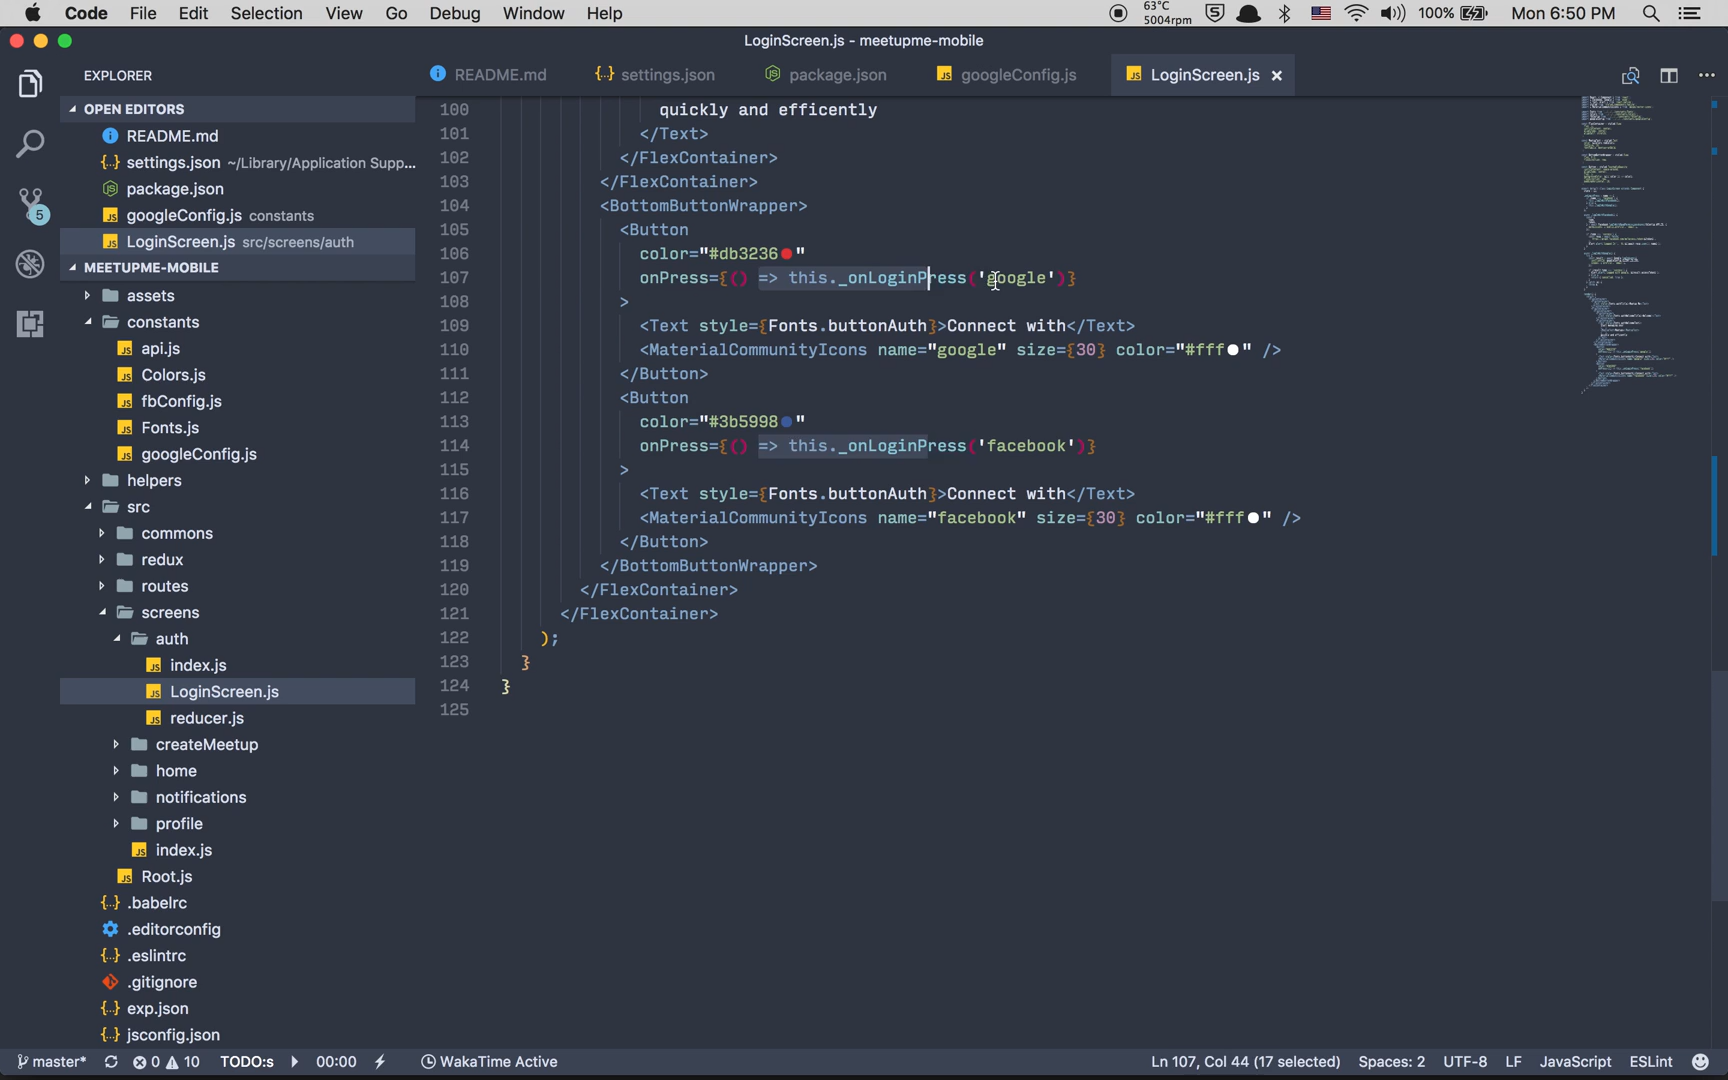 Code File Edit Selection View Go Debug Window Help 63°C 5004rpm 100% Mon 6:50 PM
LoginScreen.js - meetupme-mobile
EXPLORER
README.md settings.json package.json googleConfig.js LoginScreen.js
OPEN EDITORS
README.md
settings.json ~/Library/Application Supp...
package.json
googleConfig.js constants
LoginScreen.js src/screens/auth
MEETUPME-MOBILE
assets
constants
api.js
Colors.js
fbConfig.js
Fonts.js
googleConfig.js
helpers
src
commons
redux
routes
screens
auth
index.js
LoginScreen.js
reducer.js
createMeetup
home
notifications
profile
index.js
Root.js
.babelrc
.editorconfig
.eslintrc
.gitignore
exp.json
jsconfig.json
5
100 quickly and efficently
101 </Text>
102 </FlexContainer>
103 </FlexContainer>
104 <BottomButtonWrapper>
105 <Button
106 color="#db3236"
107 onPress={() => this._onLoginPress('google')}
108 >
109 <Text style={Fonts.buttonAuth}>Connect with</Text>
110 <MaterialCommunityIcons name="google" size={30} color="#fff" />
111 </Button>
112 <Button
113 color="#3b5998"
114 onPress={() => this._onLoginPress('facebook')}
115 >
116 <Text style={Fonts.buttonAuth}>Connect with</Text>
117 <MaterialCommunityIcons name="facebook" size={30} color="#fff" />
118 </Button>
119 </BottomButtonWrapper>
120 </FlexContainer>
121 </FlexContainer>
122 );
123 }
124 }
125
master* 0 10 TODO:s 00:00 WakaTime Active Ln 107, Col 44 (17 selected) Spaces: 2 UTF-8 LF JavaScript ESLint